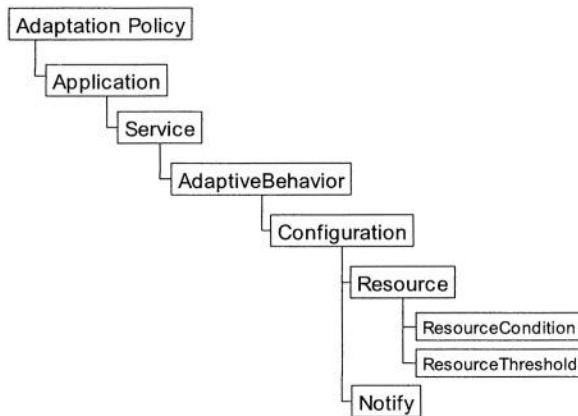 Adaptation Policy
Application
Service
AdaptiveBehavior
Configuration
Resource
ResourceCondition
ResourceThreshold
Notify